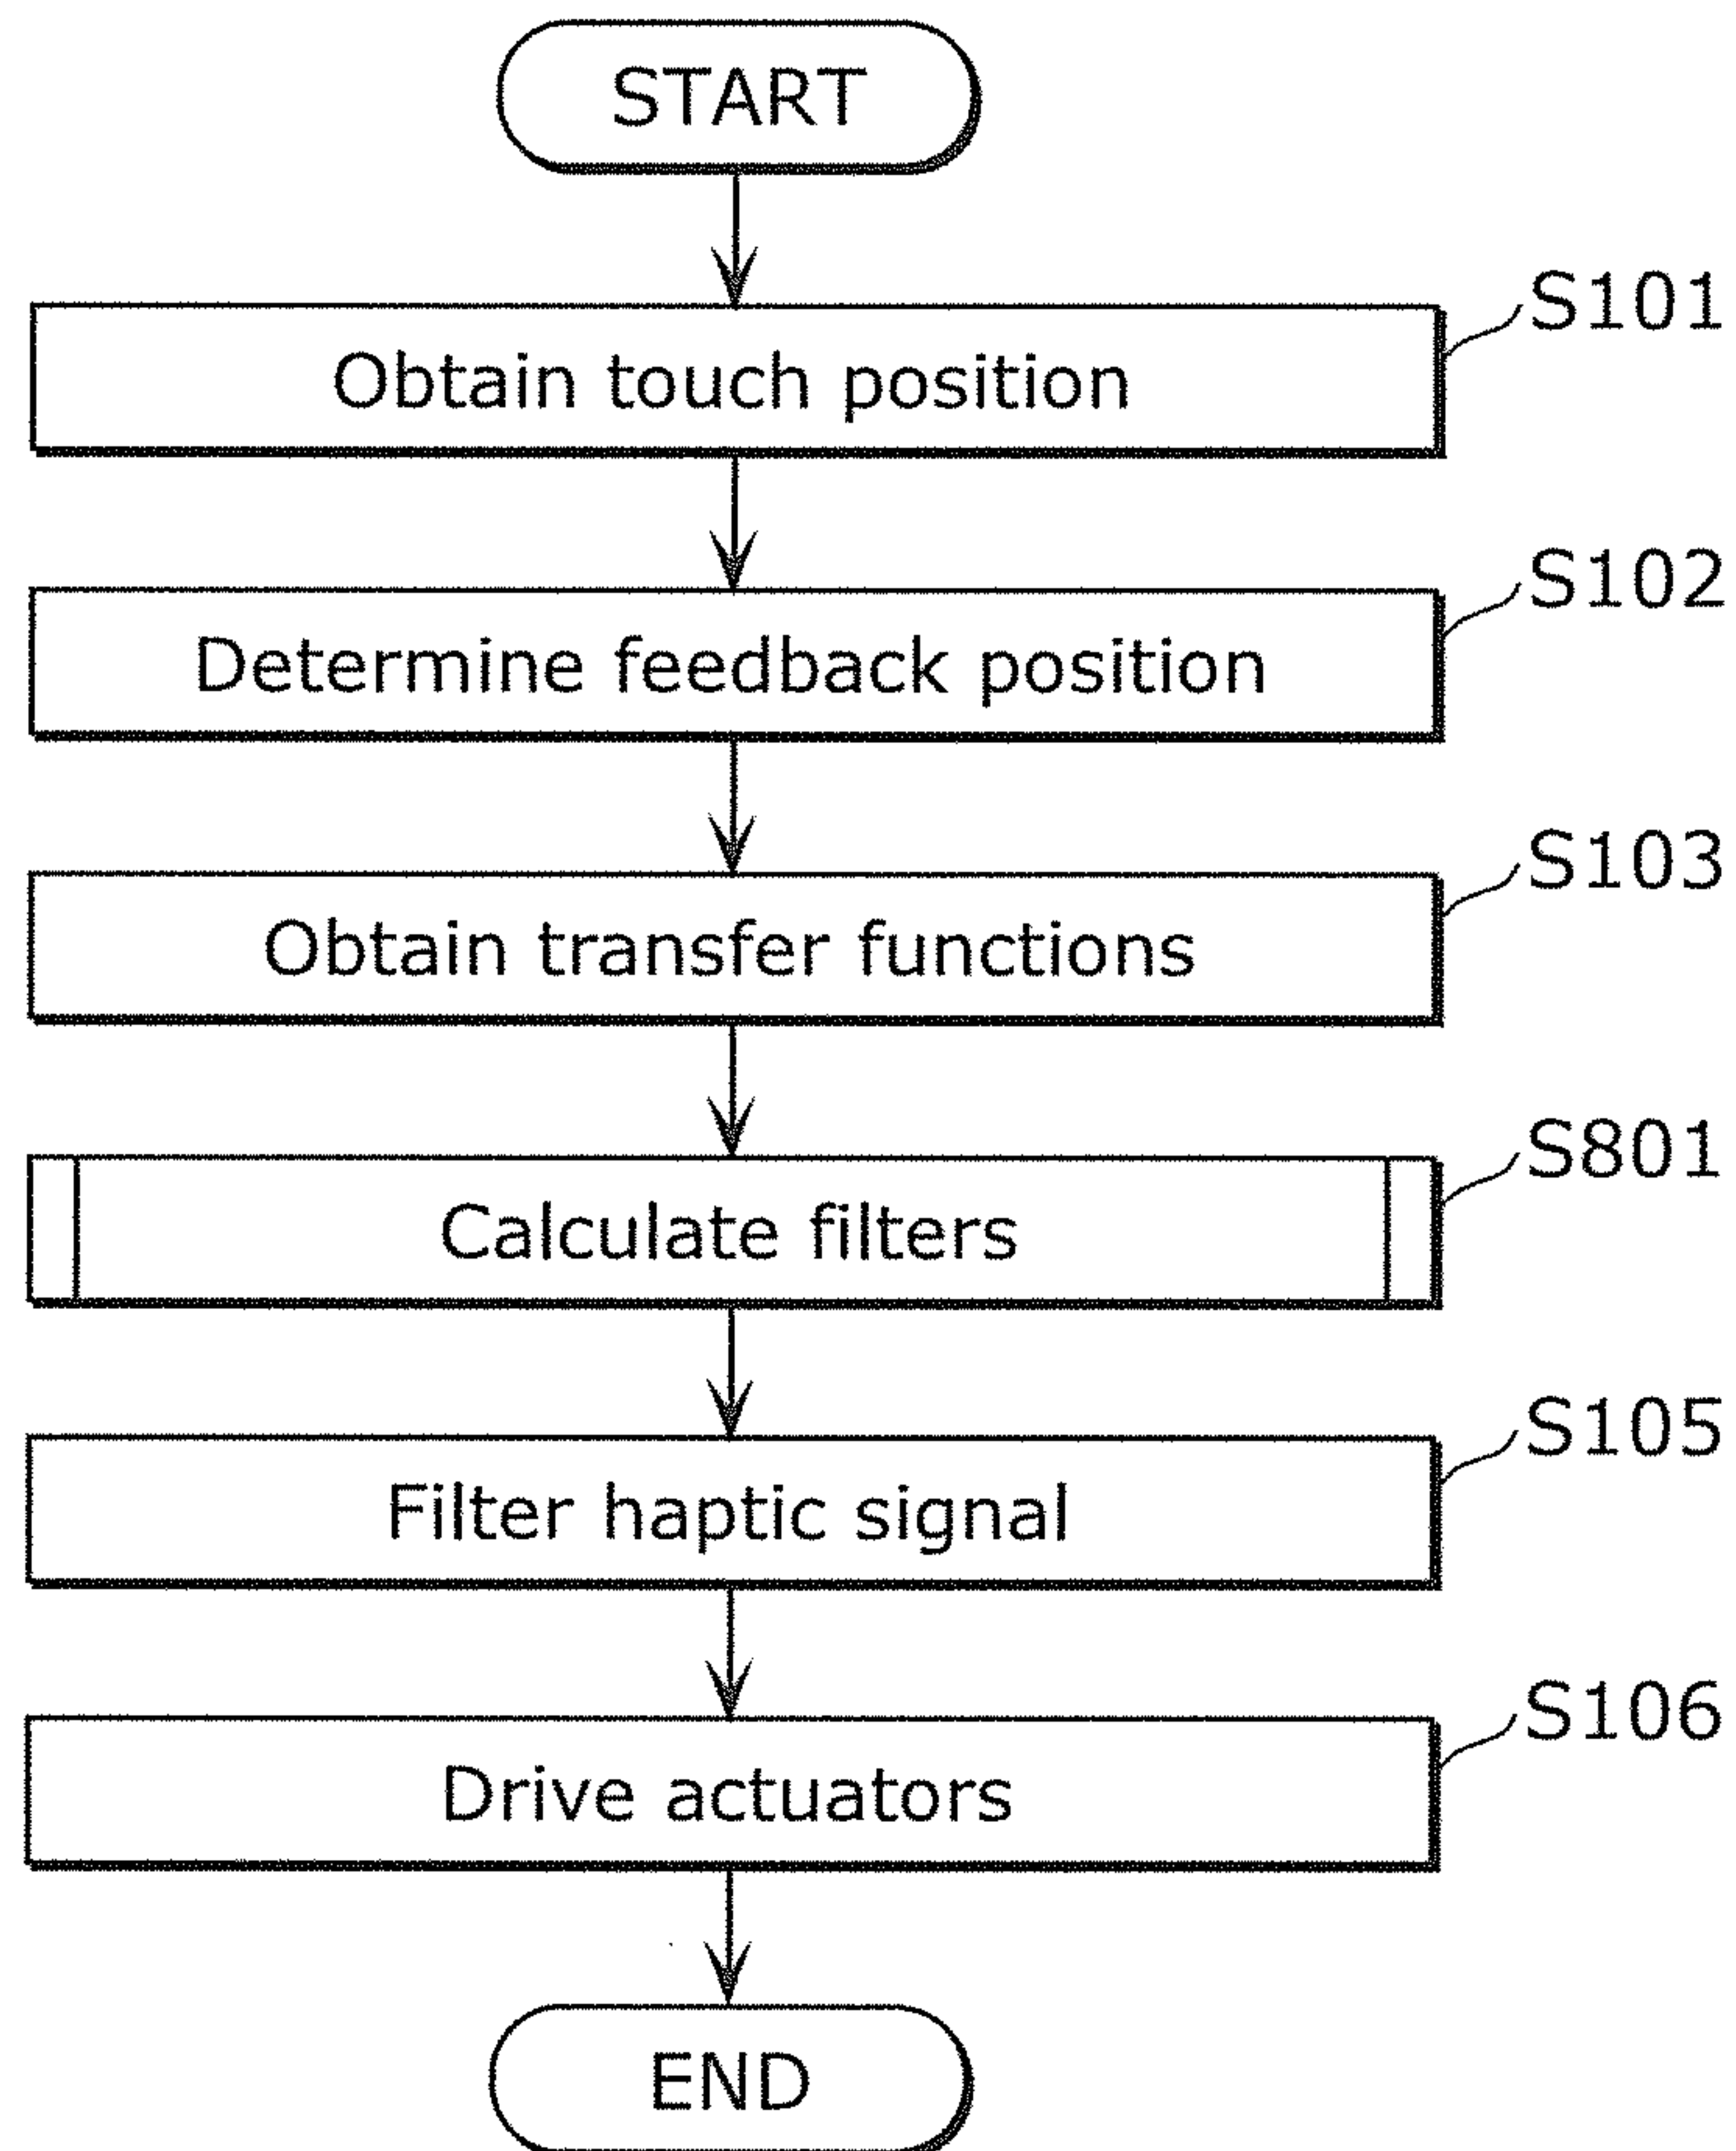 START
S101
Obtain touch position
S102
Determine feedback position
S103
Obtain transfer functions
S801
Calculate filters
S105
Filter haptic signal
S106
Drive actuators
END